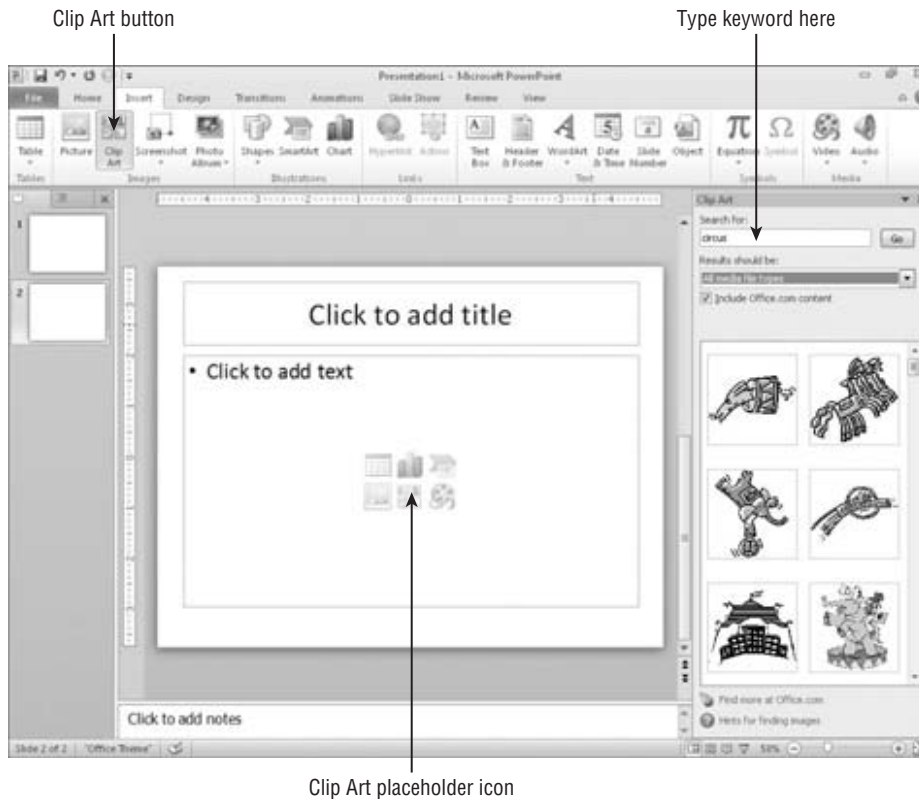 Clip Art button
Type keyword here
Presentation1 - Microsoft PowerPoint
File Home Insert Design Transitions Animations Slide Show Review View
Table Picture Clip Art Screenshot Photo Album Shapes SmartArt Chart Hyperlink Action Text Box Header & Footer WordArt Date & Time Slide Number Object Equation Symbol Video Audio
Tables Images Illustrations Links Text Symbols Media
Clip Art
Search for:
circus Go
Results should be:
All media file types
Include Office.com content
1
2
Click to add title
• Click to add text
Find more at Office.com
Hints for finding images
Click to add notes
Slide 2 of 2 "Office Theme" 58%
Clip Art placeholder icon